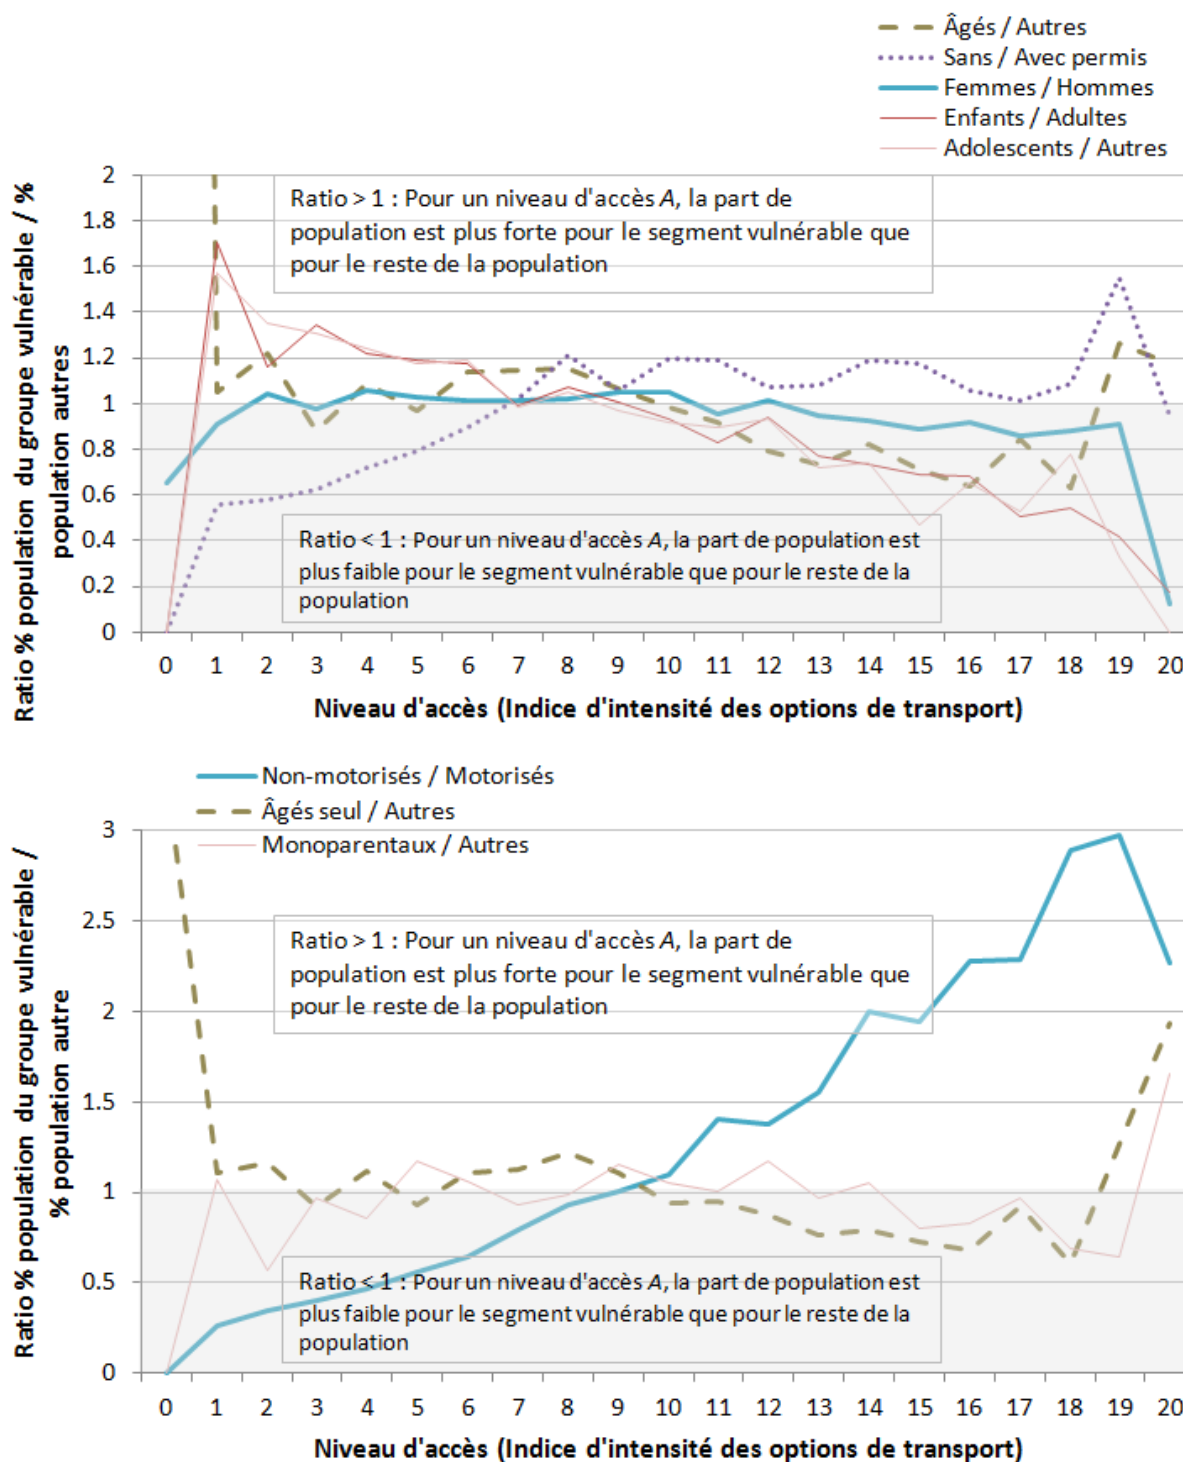 Âgés / Autres
Sans / Avec permis
Femmes / Hommes
Enfants / Adultes
Adolescents / Autres
Ratio % population du groupe vulnérable / %
population autres
2
1.8
1.6
1.4
1.2
1
0.8
0.6
0.4
0.2
0
Ratio > 1 : Pour un niveau d'accès A, la part de
population est plus forte pour le segment vulnérable que
pour le reste de la population
Ratio < 1 : Pour un niveau d'accès A, la part de population est
plus faible pour le segment vulnérable que pour le reste de la
population
0 1 2 3 4 5 6 7 8 9 10 11 12 13 14 15 16 17 18 19 20
Niveau d'accès (Indice d'intensité des options de transport)
Non-motorisés / Motorisés
Âgés seul / Autres
Monoparentaux / Autres
Ratio % population du groupe vulnérable /
% population autre
3
2.5
2
1.5
1
0.5
0
Ratio > 1 : Pour un niveau d'accès A, la part de
population est plus forte pour le segment vulnérable que
pour le reste de la population
Ratio < 1 : Pour un niveau d'accès A, la part de population est
plus faible pour le segment vulnérable que pour le reste de la
population
0 1 2 3 4 5 6 7 8 9 10 11 12 13 14 15 16 17 18 19 20
Niveau d'accès (Indice d'intensité des options de transport)